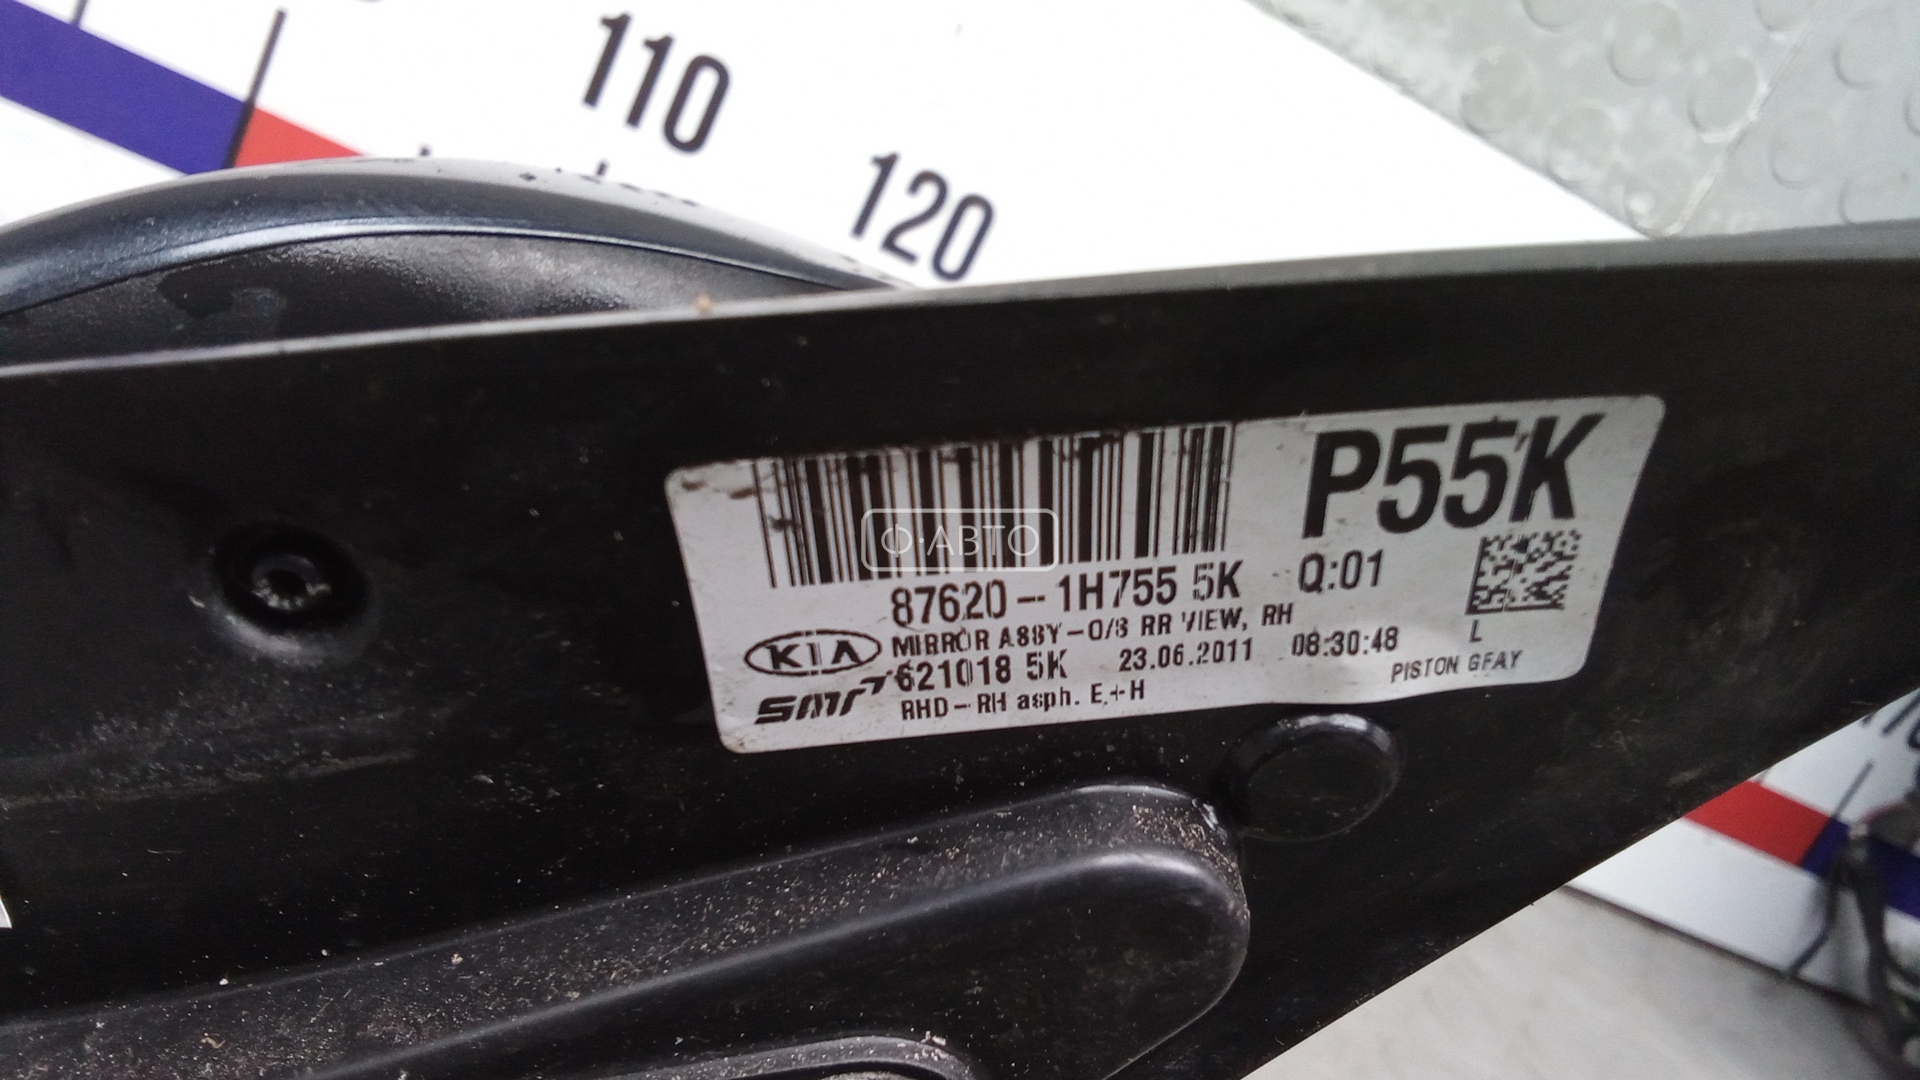 110
120
P55K
87620-1H755 5K Q:01
MIRROR ASSY-O/S RR VIEW, RH
KIA
621018 5K 23.06.2011 08:30:48
L
PISTON GRAY
SMR
RHD-RH asph. E.+H
Ф·АВТО